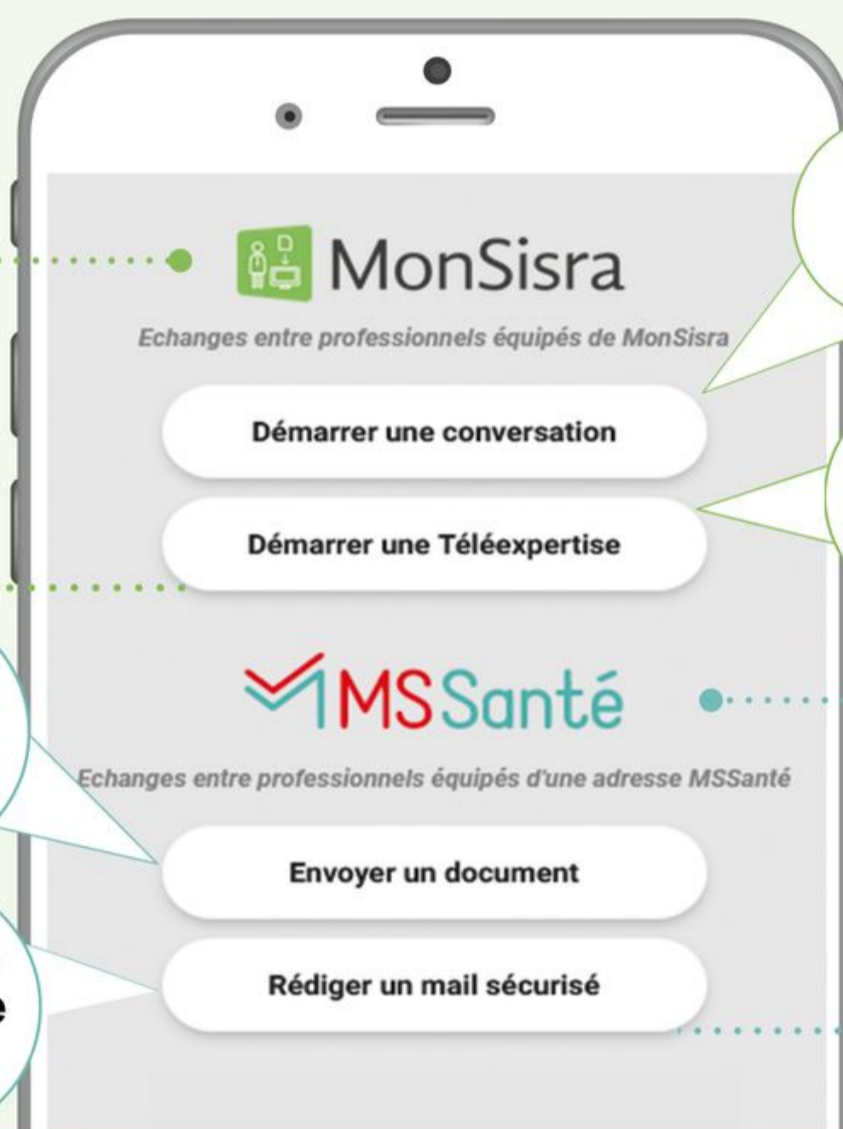 MonSisra
Echanges entre professionnels équipés de MonSisra
Démarrer une conversation
Démarrer une Téléexpertise
MSSanté
Echanges entre professionnels équipés d'une adresse MSSanté
Envoyer un document
Rédiger un mail sécurisé